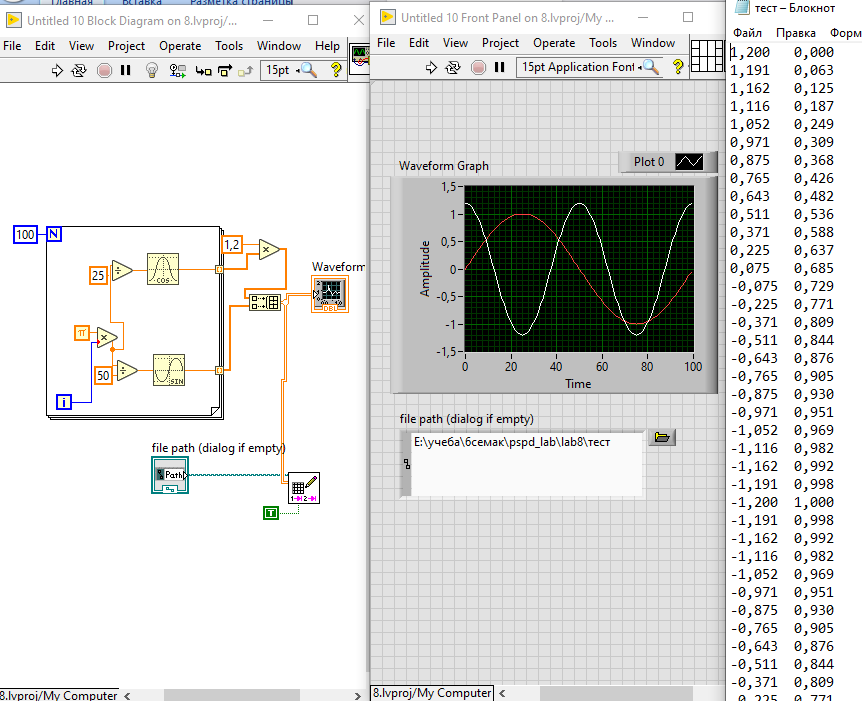 Главная Вставка Разметка страницы
Untitled 10 Block Diagram on 8.lvproj/...
File Edit View Project Operate Tools Window Help
15pt
100
N
1,2
25
COS
Waveform
DBL
π
50
SIN
i
file path (dialog if empty)
Path
T
8.lvproj/My Computer
Untitled 10 Front Panel on 8.lvproj/My ...
File Edit View Project Operate Tools Window
15pt Application Font
Waveform Graph
Plot 0
1,5
1
0,5
0
-0,5
-1
-1,5
Amplitude
0 20 40 60 80 100
Time
file path (dialog if empty)
E:\учеба\6семак\pspd_lab\lab8\тест
8.lvproj/My Computer
тест – Блокнот
Файл Правка Форм
1,200 0,000
1,191 0,063
1,162 0,125
1,116 0,187
1,052 0,249
0,971 0,309
0,875 0,368
0,765 0,426
0,643 0,482
0,511 0,536
0,371 0,588
0,225 0,637
0,075 0,685
-0,075 0,729
-0,225 0,771
-0,371 0,809
-0,511 0,844
-0,643 0,876
-0,765 0,905
-0,875 0,930
-0,971 0,951
-1,052 0,969
-1,116 0,982
-1,162 0,992
-1,191 0,998
-1,200 1,000
-1,191 0,998
-1,162 0,992
-1,116 0,982
-1,052 0,969
-0,971 0,951
-0,875 0,930
-0,765 0,905
-0,643 0,876
-0,511 0,844
-0,371 0,809
-0,225 0,771